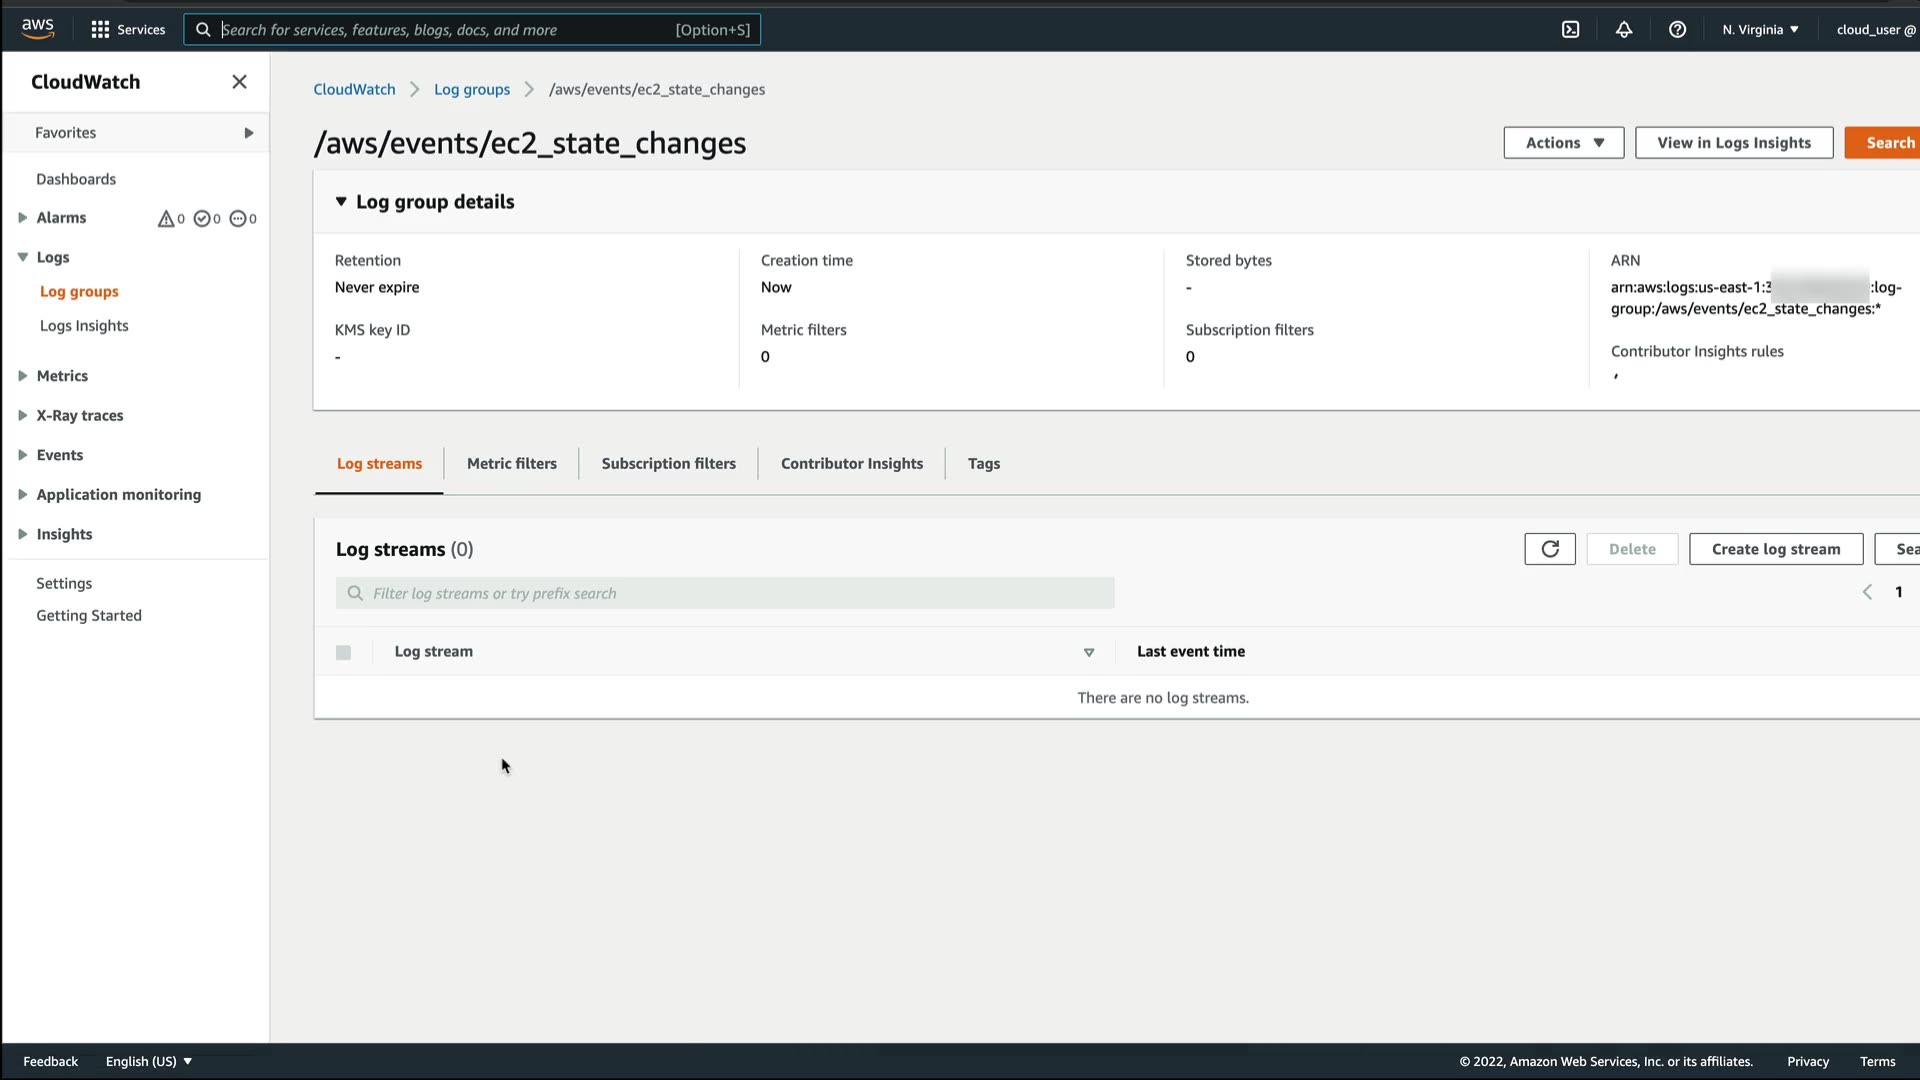 aws
Services
Search for services, features, blogs, docs, and more [Option+S]
N. Virginia
cloud_user @
CloudWatch
Favorites
Dashboards
Alarms 0 0 0
Logs
Log groups
Logs Insights
Metrics
X-Ray traces
Events
Application monitoring
Insights
Settings
Getting Started
CloudWatch Log groups /aws/events/ec2_state_changes
/aws/events/ec2_state_changes
Actions
View in Logs Insights
Search
Log group details
Retention
Never expire
KMS key ID
-
Creation time
Now
Metric filters
0
Stored bytes
-
Subscription filters
0
ARN
arn:aws:logs:us-east-1:3 :log-
group:/aws/events/ec2_state_changes:*
Contributor Insights rules
Log streams
Metric filters
Subscription filters
Contributor Insights
Tags
Log streams (0)
Delete
Create log stream
Sea
Filter log streams or try prefix search
1
Log stream
Last event time
There are no log streams.
Feedback
English (US)
© 2022, Amazon Web Services, Inc. or its affiliates.
Privacy
Terms